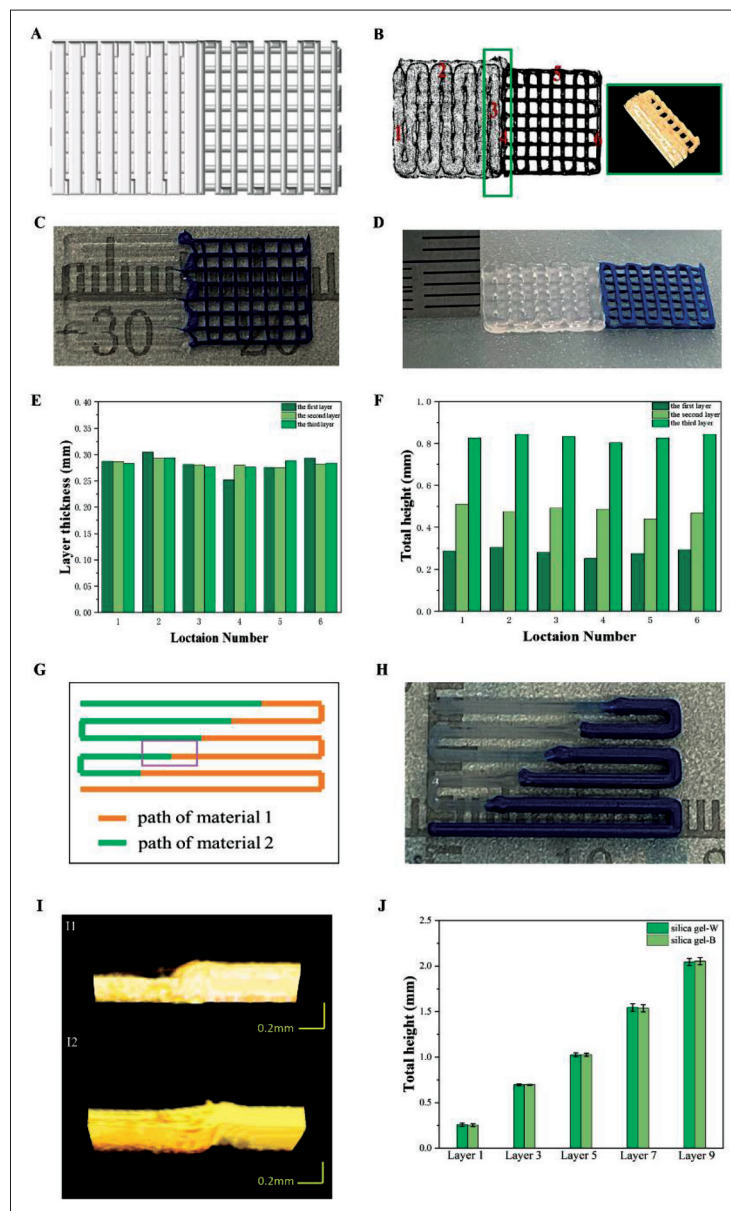 A
B
2
5
1
3
4
6
C
30
20
D
E
Layer thickness (mm)
0.40
0.35
0.30
0.25
0.20
0.15
0.10
0.05
0.00
the first layer
the second layer
the third layer
1 2 3 4 5 6
Loctaion Number
F
Total height (mm)
1.0
0.8
0.6
0.4
0.2
0.0
the first layer
the second layer
the third layer
1 2 3 4 5 6
Loctaion Number
G
path of material 1
path of material 2
H
I
I1
0.2mm
I2
0.2mm
J
Total height (mm)
2.5
2.0
1.5
1.0
0.5
0.0
silica gel-W
silica gel-B
Layer 1 Layer 3 Layer 5 Layer 7 Layer 9